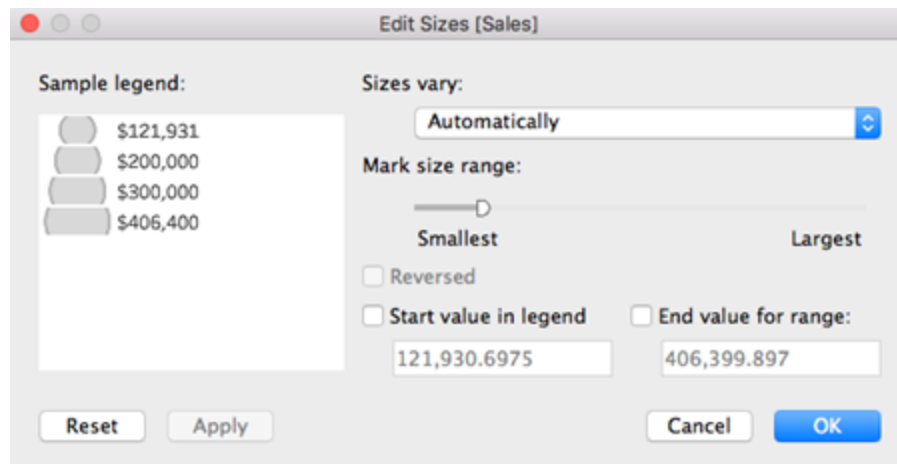 Edit Sizes [Sales]
Sample legend:
$121,931
$200,000
$300,000
$406,400
Sizes vary:
Automatically
Mark size range:
Smallest Largest
Reversed
Start value in legend End value for range:
121,930.6975 406,399.897
Reset Apply Cancel OK